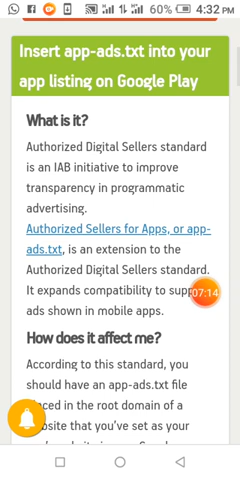 60% 4:32 PM
Insert app-ads.txt into your
app listing on Google Play
What is it?
Authorized Digital Sellers standard
is an IAB initiative to improve
transparency in programmatic
advertising.
Authorized Sellers for Apps, or app-
ads.txt, is an extension to the
Authorized Digital Sellers standard.
It expands compatibility to
07:14
ads shown in mobile apps.
How does it affect me?
According to this standard, you
should have an app-ads.txt file
in the root domain of a
that you've set as your